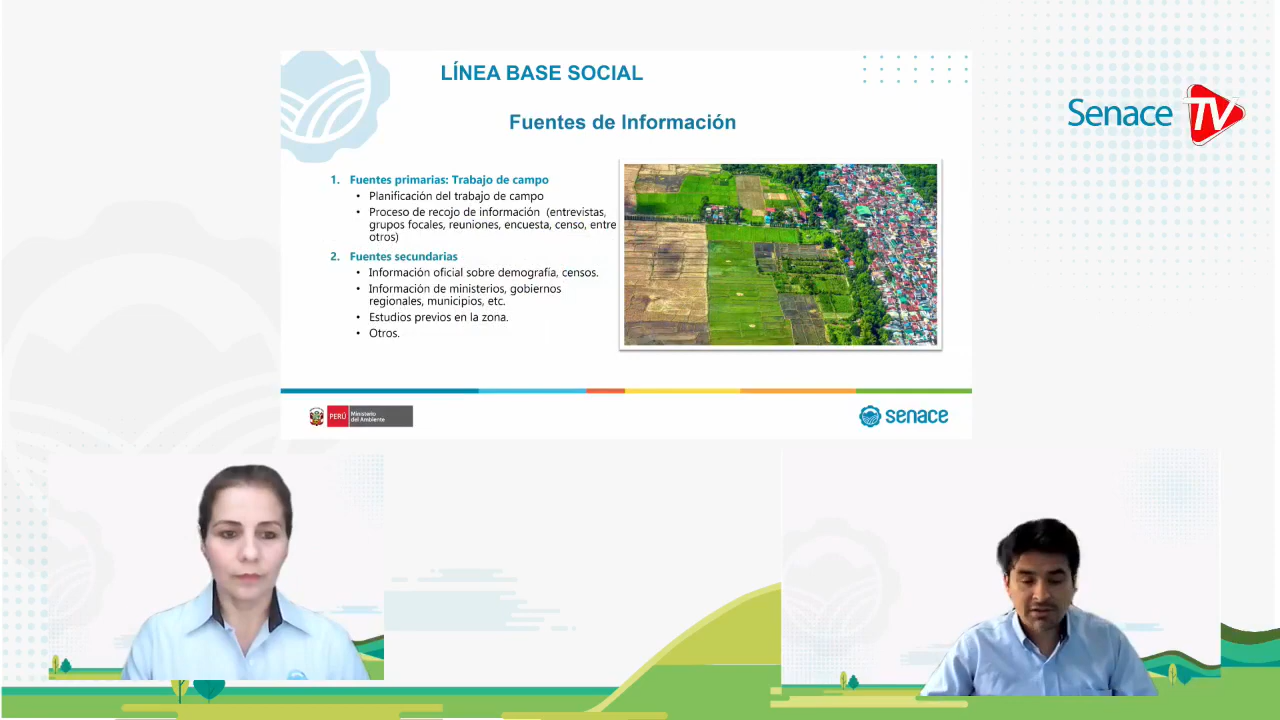 LÍNEA BASE SOCIAL
Fuentes de Información
Senace TV
1. Fuentes primarias: Trabajo de campo
• Planificación del trabajo de campo
• Proceso de recojo de información (entrevistas,
grupos focales, reuniones, encuesta, censo, entre
otros)
2. Fuentes secundarias
• Información oficial sobre demografía, censos.
• Información de ministerios, gobiernos
regionales, municipios, etc.
• Estudios previos en la zona.
• Otros.
PERÚ
Ministerio
del Ambiente
senace